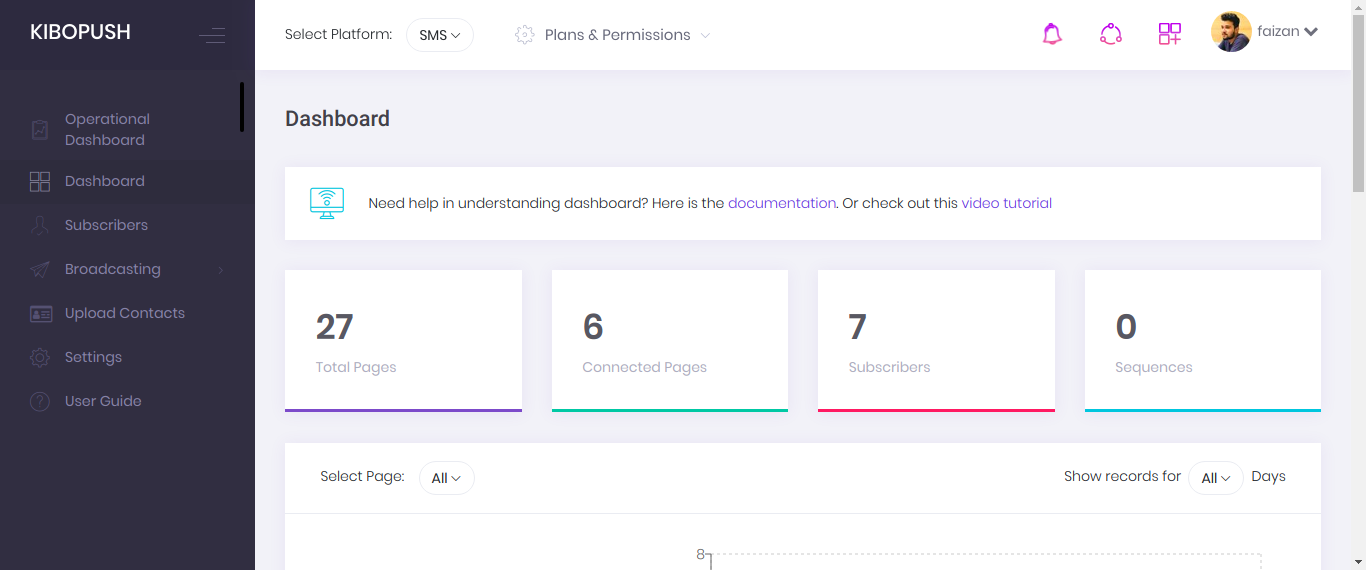 KIBOPUSH
Select Platform: SMS
Plans & Permissions
faizan
Operational
Dashboard
Dashboard
Subscribers
Broadcasting
Upload Contacts
Settings
User Guide
Dashboard
Need help in understanding dashboard? Here is the documentation. Or check out this video tutorial
27
Total Pages
6
Connected Pages
7
Subscribers
0
Sequences
Select Page: All
Show records for All Days
8